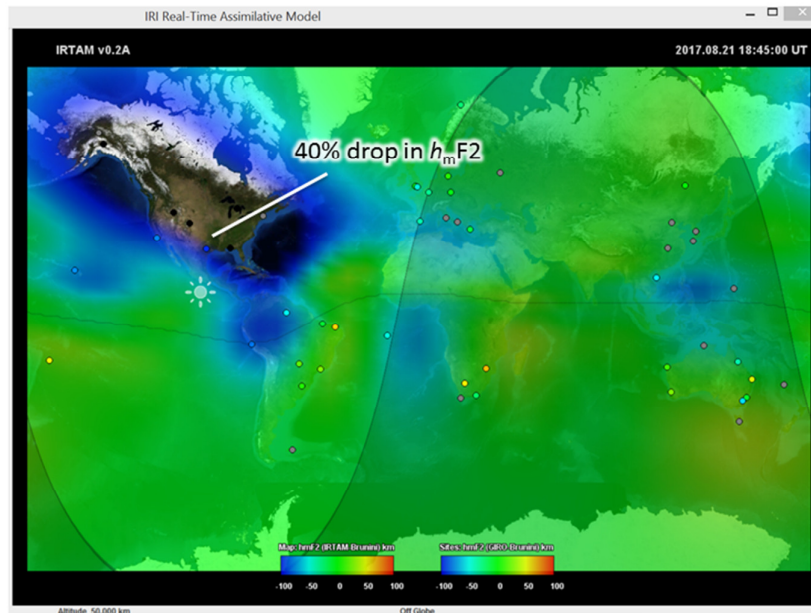 IRI Real-Time Assimilative Model
IRTAM v0.2A
2017.08.21 18:45:00 UT
40% drop in hmF2
Map: hmF2 (IRTAM-Brunini) km
-100 -50 0 50 100
Sites: hmF2 (GIRO-Brunini) km
-100 -50 0 50 100
Altitude 50,000 km
Off Globe